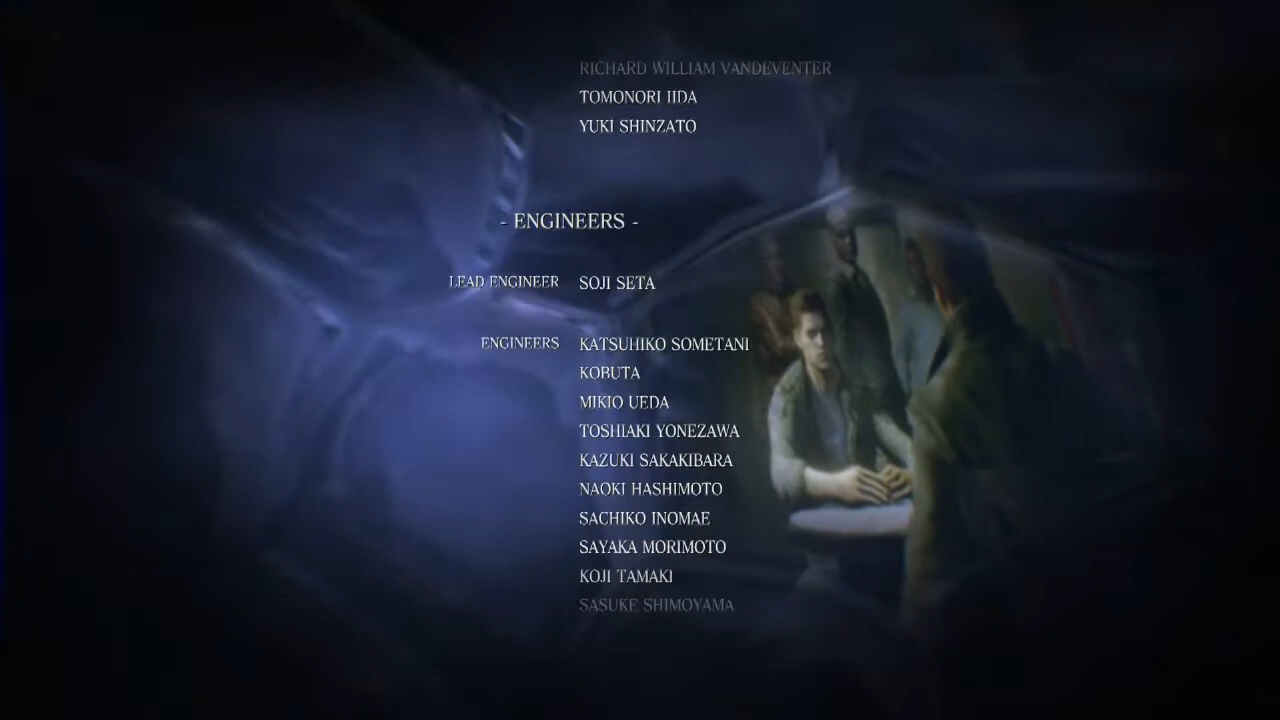 RICHARD WILLIAM VANDEVENTER
TOMONORI IIDA
YUKI SHINZATO
- ENGINEERS -
LEAD ENGINEER SOJI SETA
ENGINEERS KATSUHIKO SOMETANI
KOBUTA
MIKIO UEDA
TOSHIAKI YONEZAWA
KAZUKI SAKAKIBARA
NAOKI HASHIMOTO
SACHIKO INOMAE
SAYAKA MORIMOTO
KOJI TAMAKI
SASUKE SHIMOYAMA